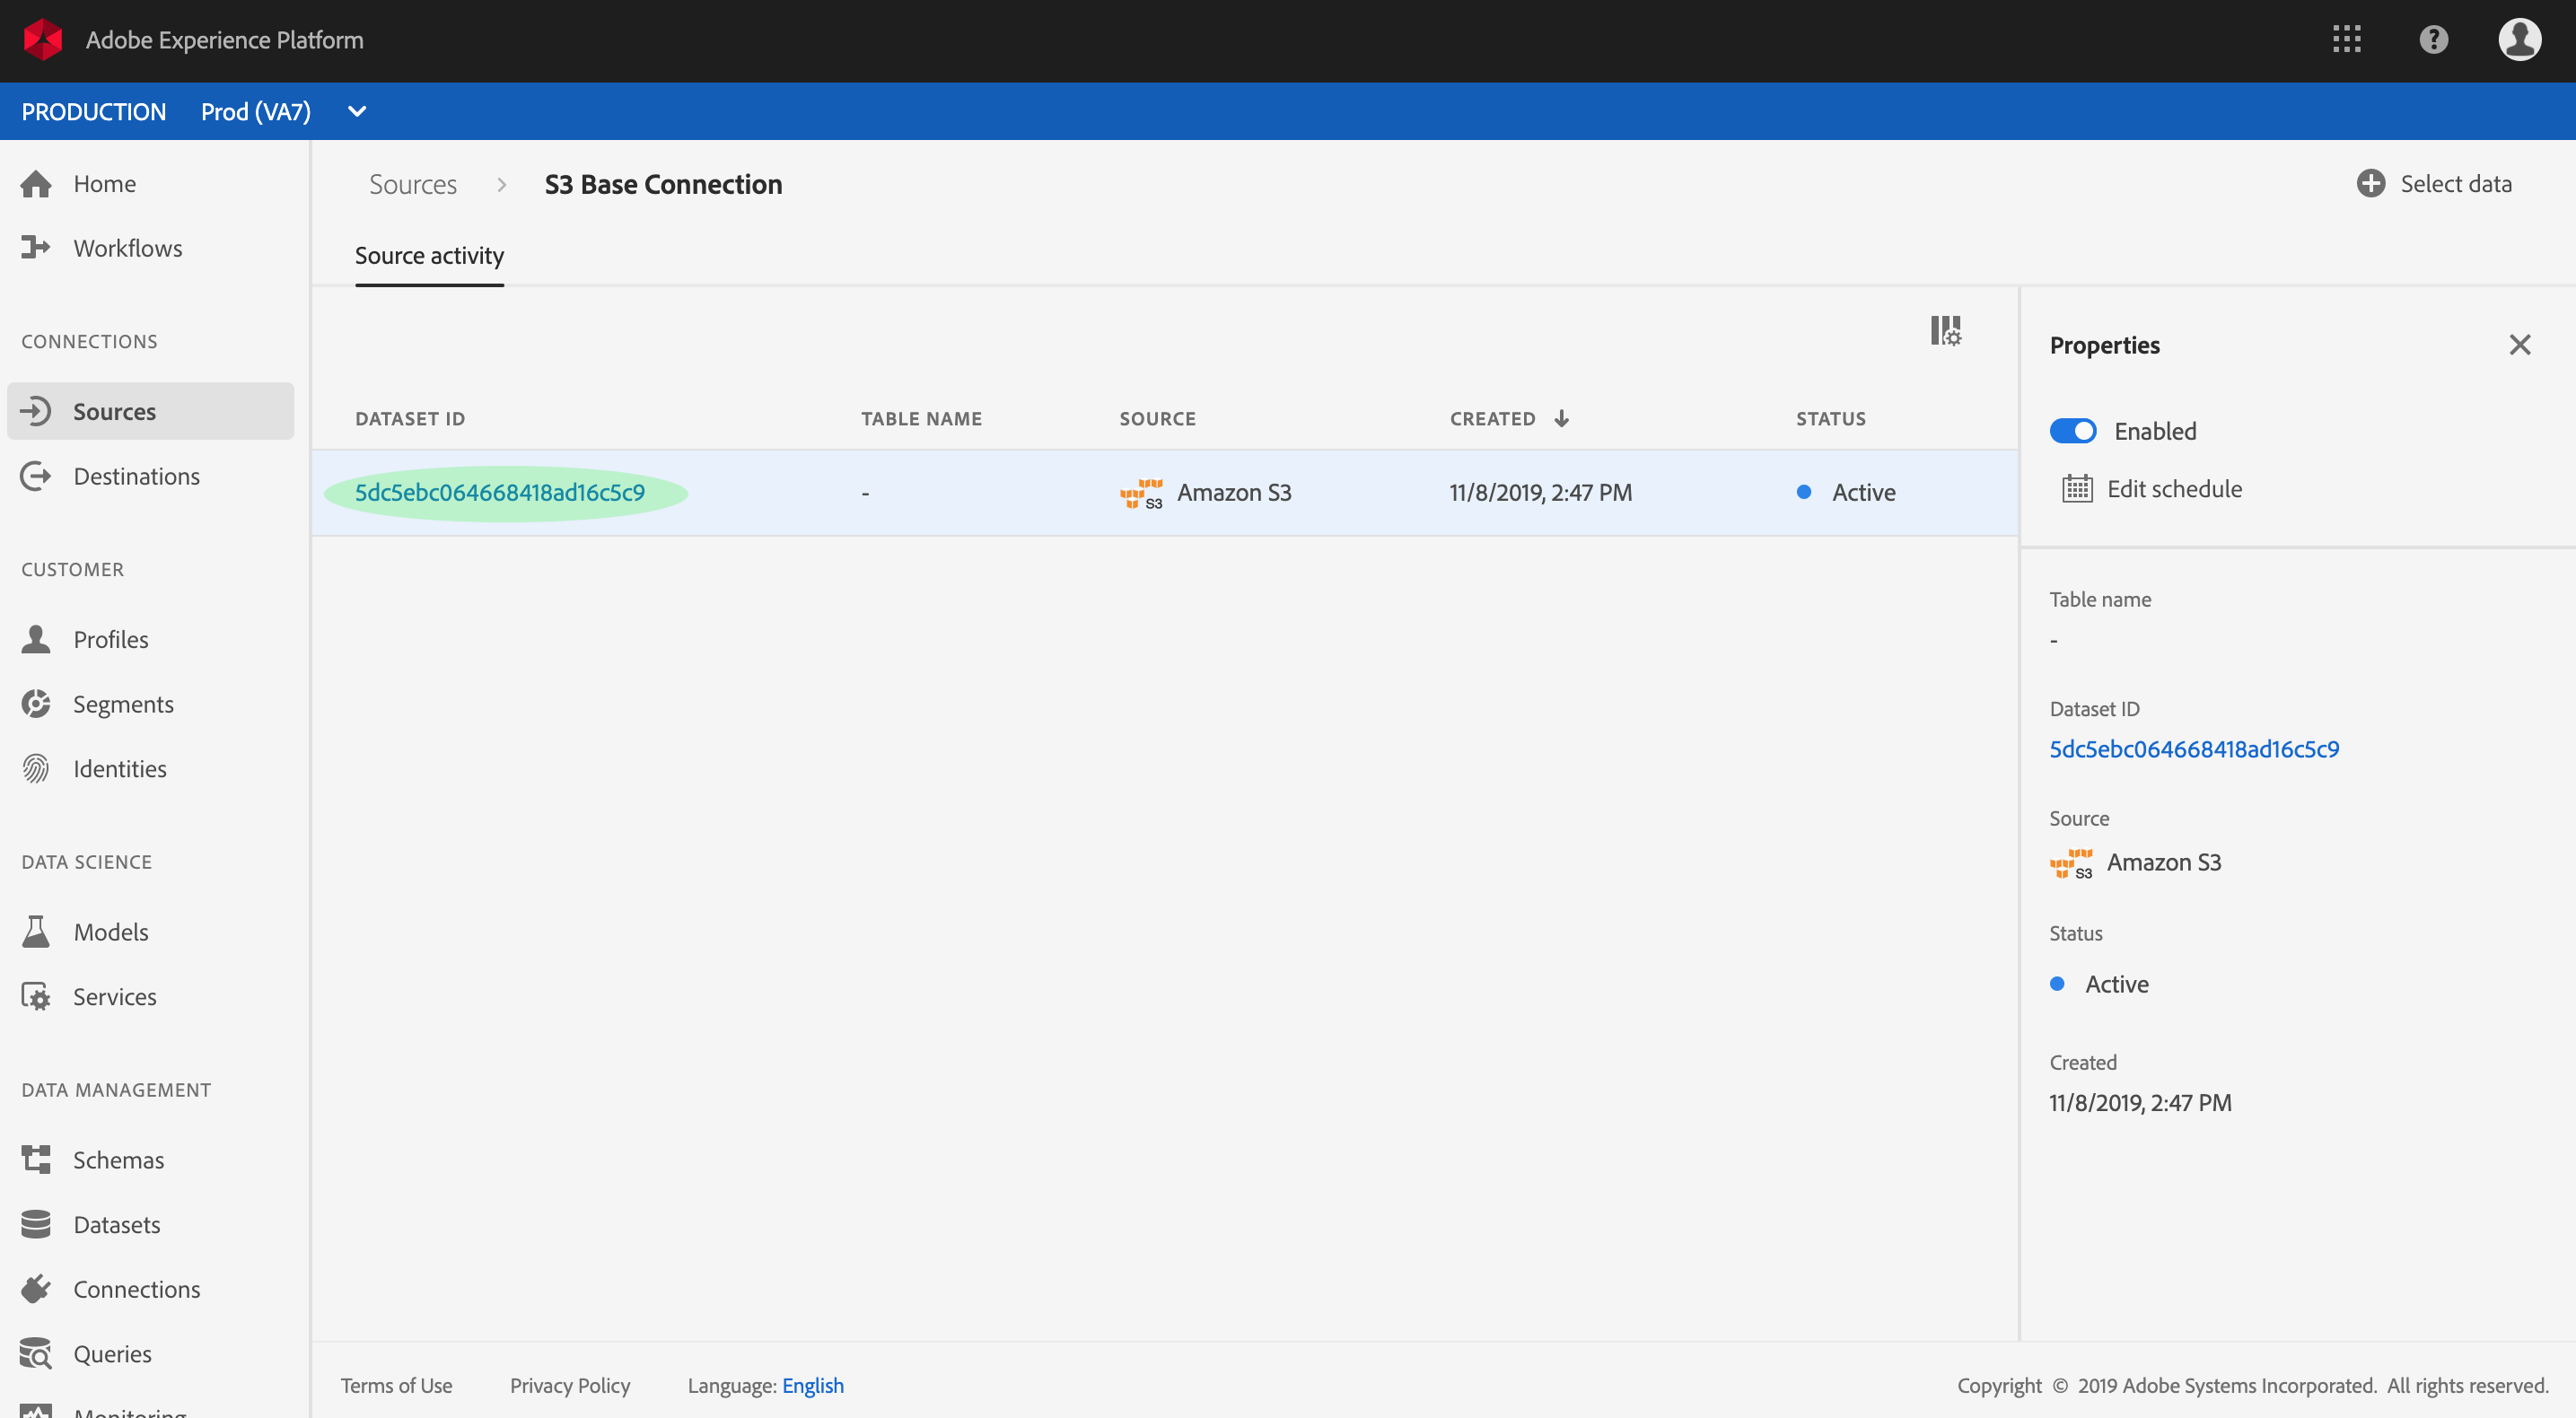 Adobe Experience Platform
PRODUCTION Prod (VA7)
Home
Workflows
CONNECTIONS
Sources
Destinations
CUSTOMER
Profiles
Segments
Identities
DATA SCIENCE
Models
Services
DATA MANAGEMENT
Schemas
Datasets
Connections
Queries
Monitoring
Sources > S3 Base Connection
Select data
Source activity
DATASET ID TABLE NAME SOURCE CREATED ↓ STATUS
5dc5ebc064668418ad16c5c9 - S3 Amazon S3 11/8/2019, 2:47 PM Active
Properties
Enabled
Edit schedule
Table name
-
Dataset ID
5dc5ebc064668418ad16c5c9
Source
S3 Amazon S3
Status
Active
Created
11/8/2019, 2:47 PM
Terms of Use Privacy Policy Language: English
Copyright © 2019 Adobe Systems Incorporated. All rights reserved.